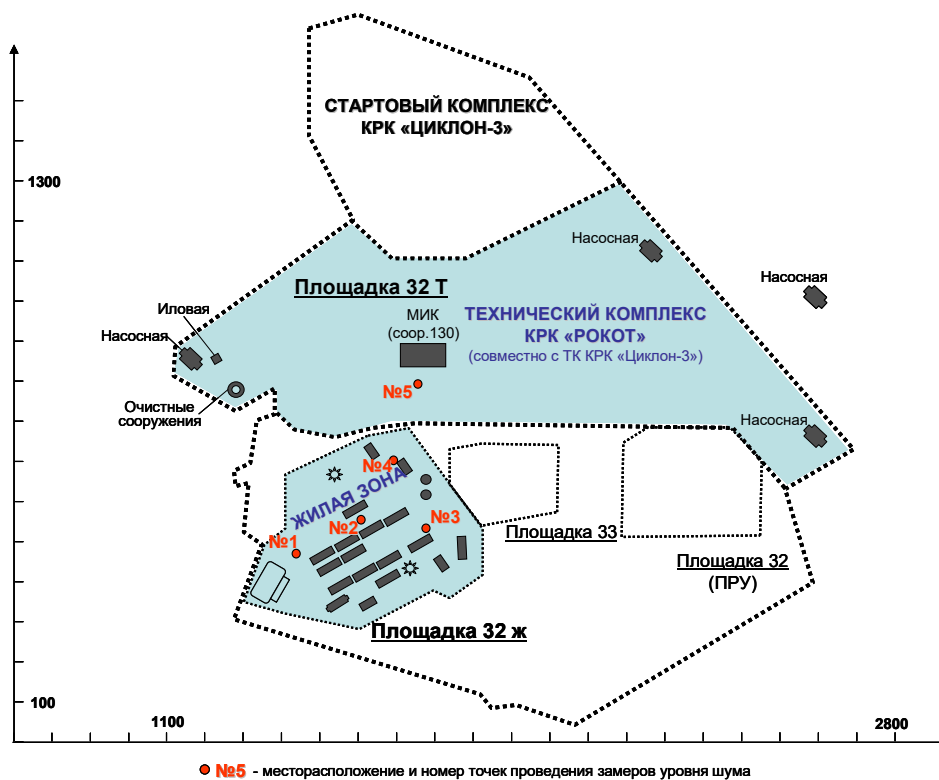 СТАРТОВЫЙ КОМПЛЕКС
КРК «ЦИКЛОН-3»
1300
Насосная
Насосная
Площадка 32 Т
Иловая
МИК
(соор.130)
ТЕХНИЧЕСКИЙ КОМПЛЕКС
КРК «РОКОТ»
(совместно с ТК КРК «Циклон-3»)
Насосная
№5
Очистные
сооружения
Насосная
№4
ЖИЛАЯ ЗОНА
№2
№3
№1
Площадка 33
Площадка 32
(ПРУ)
Площадка 32 ж
100
1100
2800
№5 - месторасположение и номер точек проведения замеров уровня шума